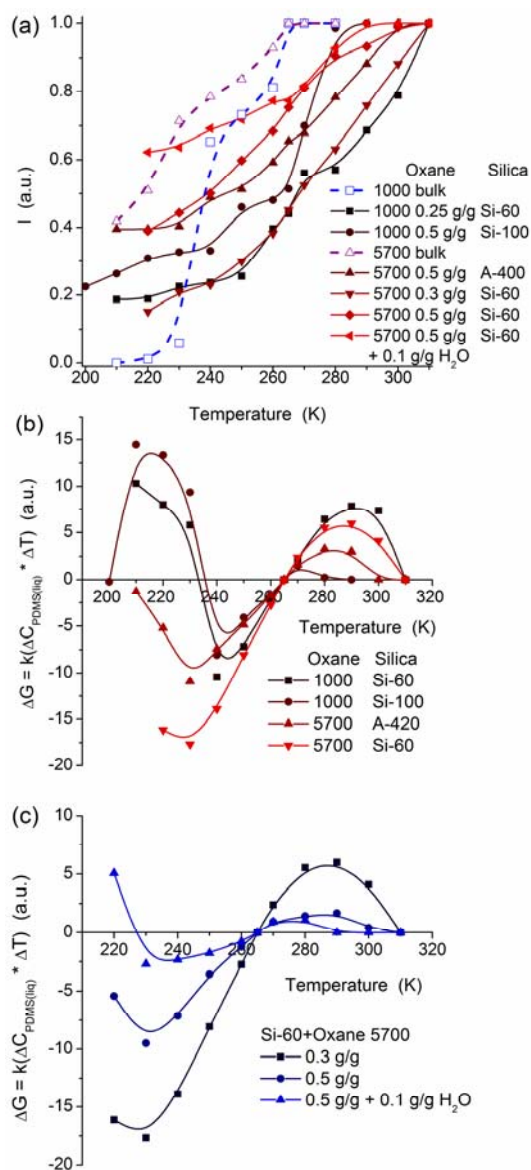 (a)
I (a.u.)
1.0
0.8
0.6
0.4
0.2
0.0
200 220 240 260 280 300
Temperature (K)
Oxane Silica
1000 bulk
1000 0.25 g/g Si-60
1000 0.5 g/g Si-100
5700 bulk
5700 0.5 g/g A-400
5700 0.3 g/g Si-60
5700 0.5 g/g Si-60
5700 0.5 g/g Si-60
+ 0.1 g/g H₂O
(b)
ΔG = k(ΔC_PDMS(liq) * ΔT) (a.u.)
15
10
5
0
-5
-10
-15
-20
200 220 240 260 280 300 320
Temperature (K)
Oxane Silica
1000 Si-60
1000 Si-100
5700 A-420
5700 Si-60
(c)
ΔG = k(ΔC_PDMS(liq) * ΔT) (a.u.)
10
5
0
-5
-10
-15
-20
220 240 260 280 300 320
Temperature (K)
Si-60+Oxane 5700
0.3 g/g
0.5 g/g
0.5 g/g + 0.1 g/g H₂O